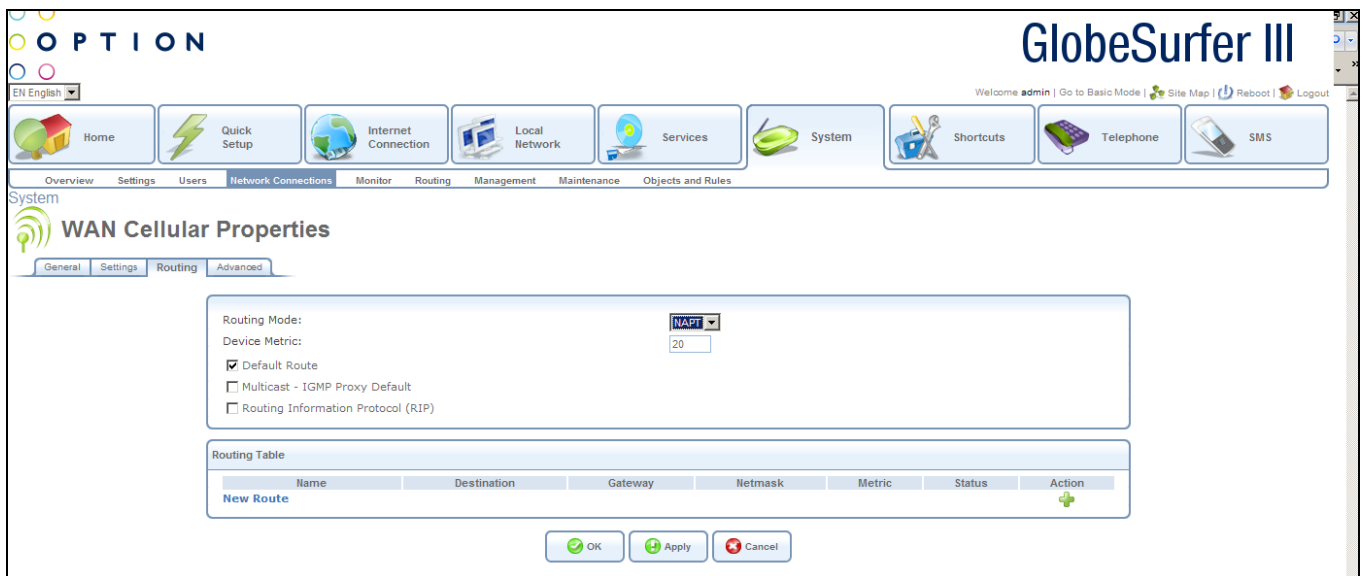 OPTION
GlobeSurfer III
EN English
Welcome admin | Go to Basic Mode | Site Map | Reboot | Logout
Home
Quick Setup
Internet Connection
Local Network
Services
System
Shortcuts
Telephone
SMS
Overview Settings Users Network Connections Monitor Routing Management Maintenance Objects and Rules
System
WAN Cellular Properties
General Settings Routing Advanced
Routing Mode: NAPT
Device Metric: 20
Default Route
Multicast - IGMP Proxy Default
Routing Information Protocol (RIP)
Routing Table
Name Destination Gateway Netmask Metric Status Action
New Route
OK Apply Cancel